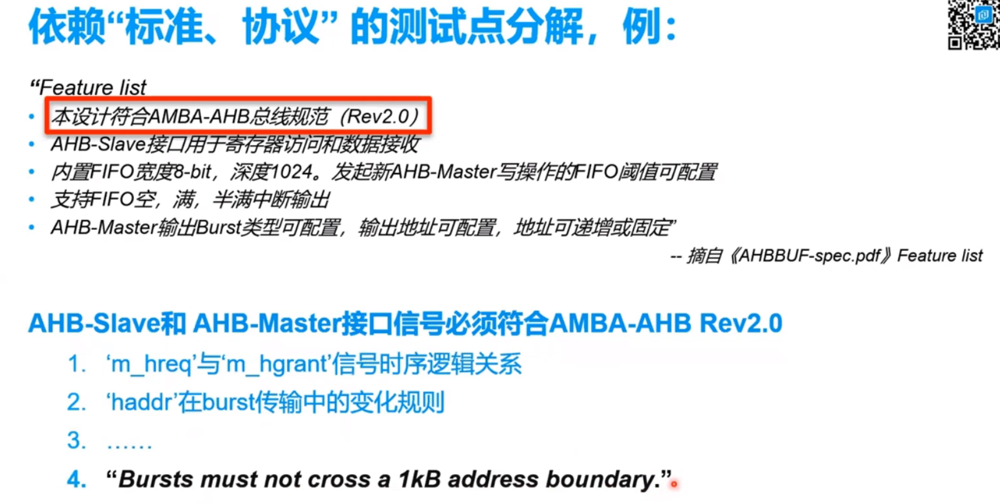 依赖“标准、协议” 的测试点分解，例：
“Feature list
• 本设计符合AMBA-AHB总线规范（Rev2.0）
• AHB-Slave接口用于寄存器访问和数据接收
• 内置FIFO宽度8-bit，深度1024。发起新AHB-Master写操作的FIFO阈值可配置
• 支持FIFO空，满，半满中断输出
• AHB-Master输出Burst类型可配置，输出地址可配置，地址可递增或固定”
-- 摘自《AHBBUF-spec.pdf》Feature list
AHB-Slave和 AHB-Master接口信号必须符合AMBA-AHB Rev2.0
1. ‘m_hreq’与‘m_hgrant’信号时序逻辑关系
2. ‘haddr’在burst传输中的变化规则
3. ……
4. “Bursts must not cross a 1kB address boundary.”